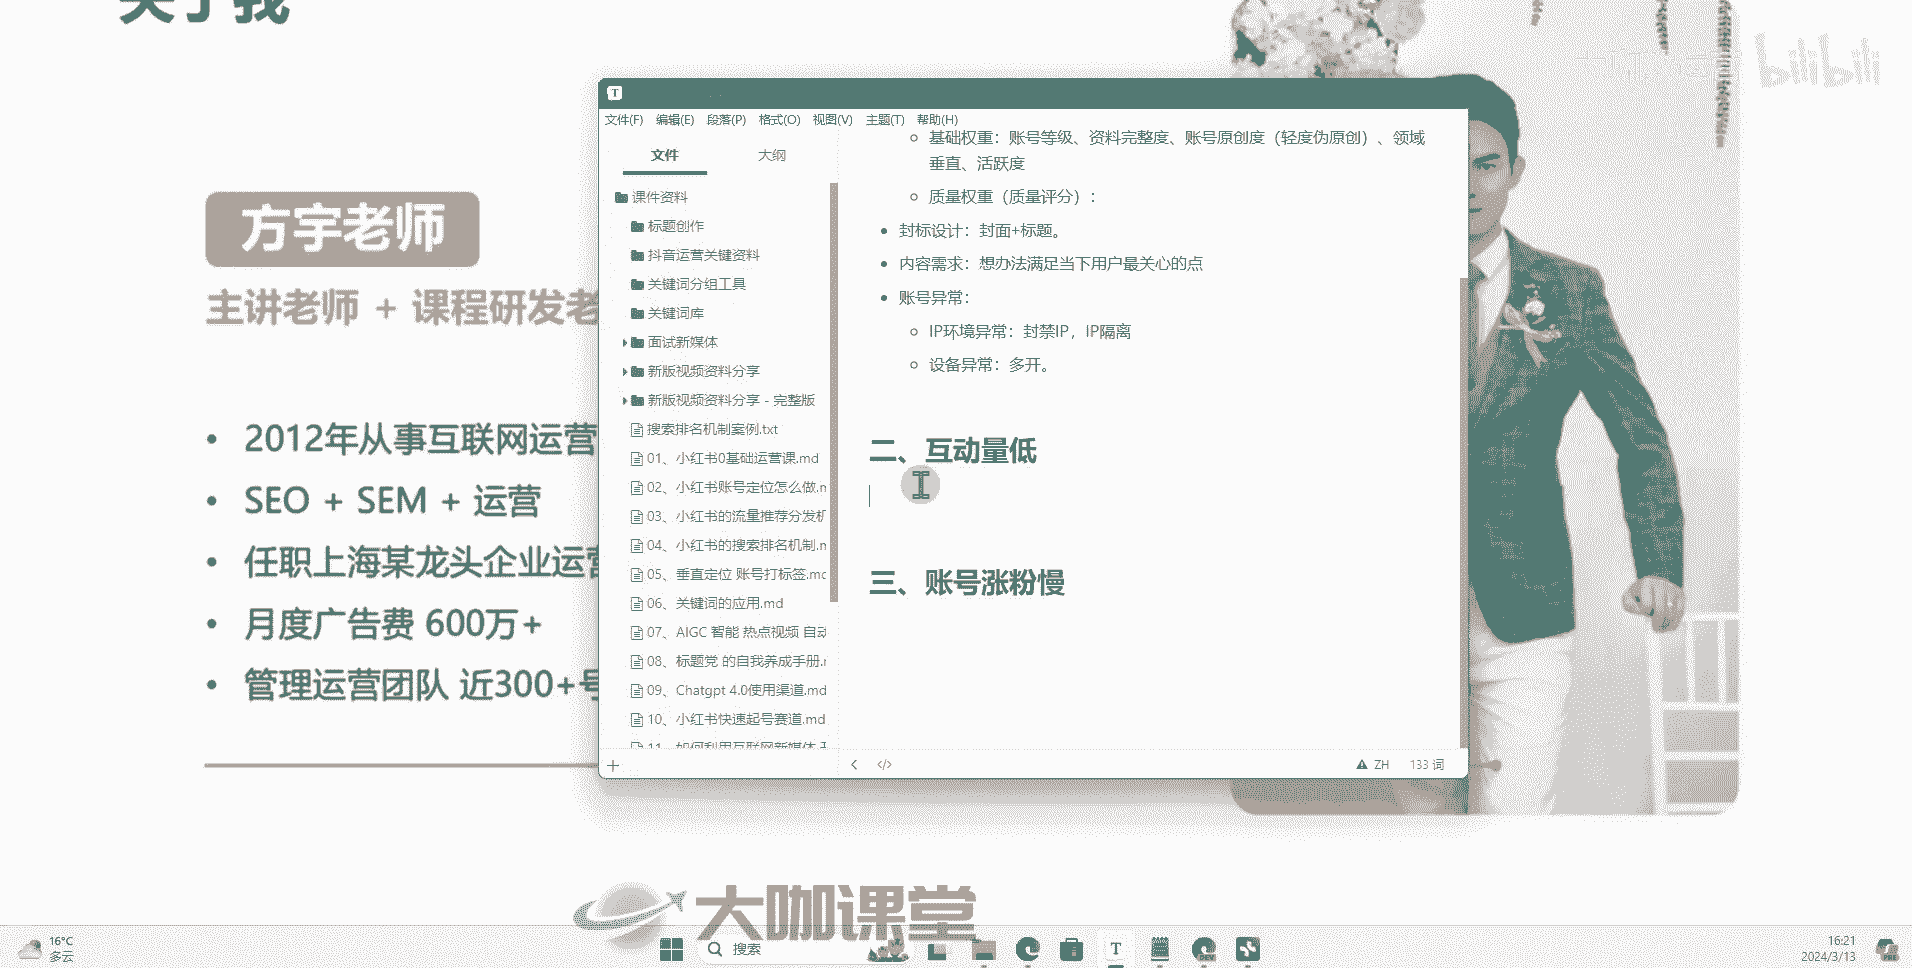 关于我
bilibili
方宇老师
主讲老师 + 课程研发老
2012年从事互联网运营
SEO + SEM + 运营
任职上海某龙头企业运营
月度广告费 600万+
管理运营团队 近300+号
文件(F) 编辑(E) 段落(P) 格式(O) 视图(V) 主题(T) 帮助(H)
文件 大纲
课件资料
标题创作
抖音运营关键资料
关键词分组工具
关键词库
面试新媒体
新版视频资料分享
新版视频资料分享 - 完整版
搜索排名机制案例.txt
01、小红书0基础运营课.md
02、小红书账号定位怎么做.m
03、小红书的流量推荐分发机
04、小红书的搜索排名机制.m
05、垂直定位 账号打标签.md
06、关键词的应用.md
07、AIGC 智能 热点视频 自动
08、标题党 的自我养成手册.r
09、Chatgpt 4.0使用渠道.md
10、小红书快速起号赛道.md
11、如何利用互联网新媒体
基础权重：账号等级、资料完整度、账号原创度（轻度伪原创）、领域
垂直、活跃度
质量权重（质量评分）：
封标设计：封面+标题。
内容需求：想办法满足当下用户最关心的点
账号异常：
IP环境异常：封禁IP，IP隔离
设备异常：多开。
二、互动量低
三、账号涨粉慢
ZH 133 词
大咖课堂
16°C
多云
搜索
16:21
2024/3/13